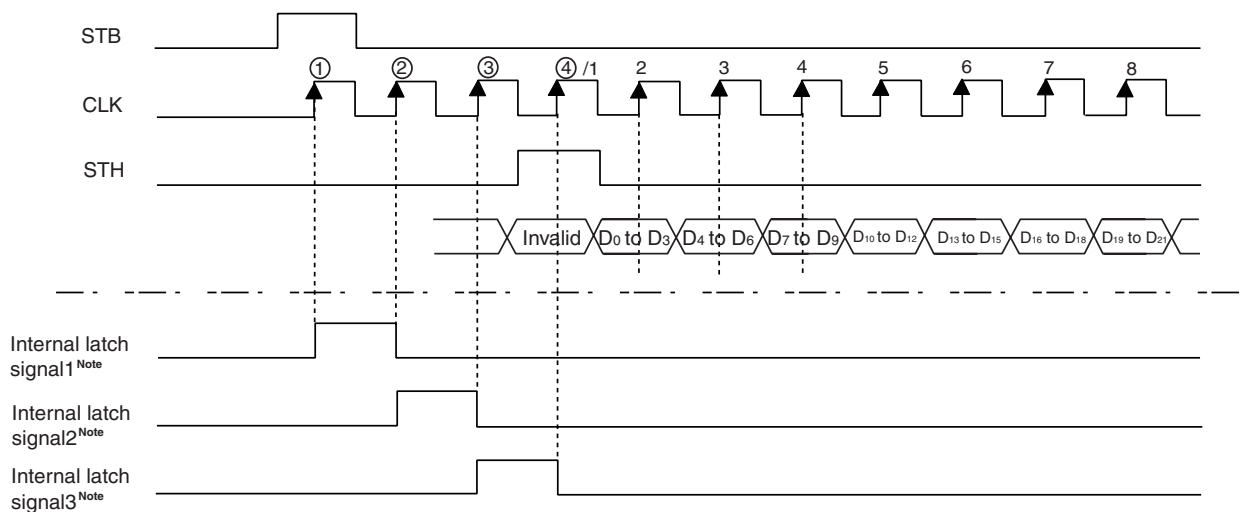 STB
① ② ③ ④ /1 2 3 4 5 6 7 8
CLK
STH
Invalid D0 to D3 D4 to D6 D7 to D9 D10 to D12 D13 to D15 D16 to D18 D19 to D21
Internal latch
signal1Note
Internal latch
signal2Note
Internal latch
signal3Note